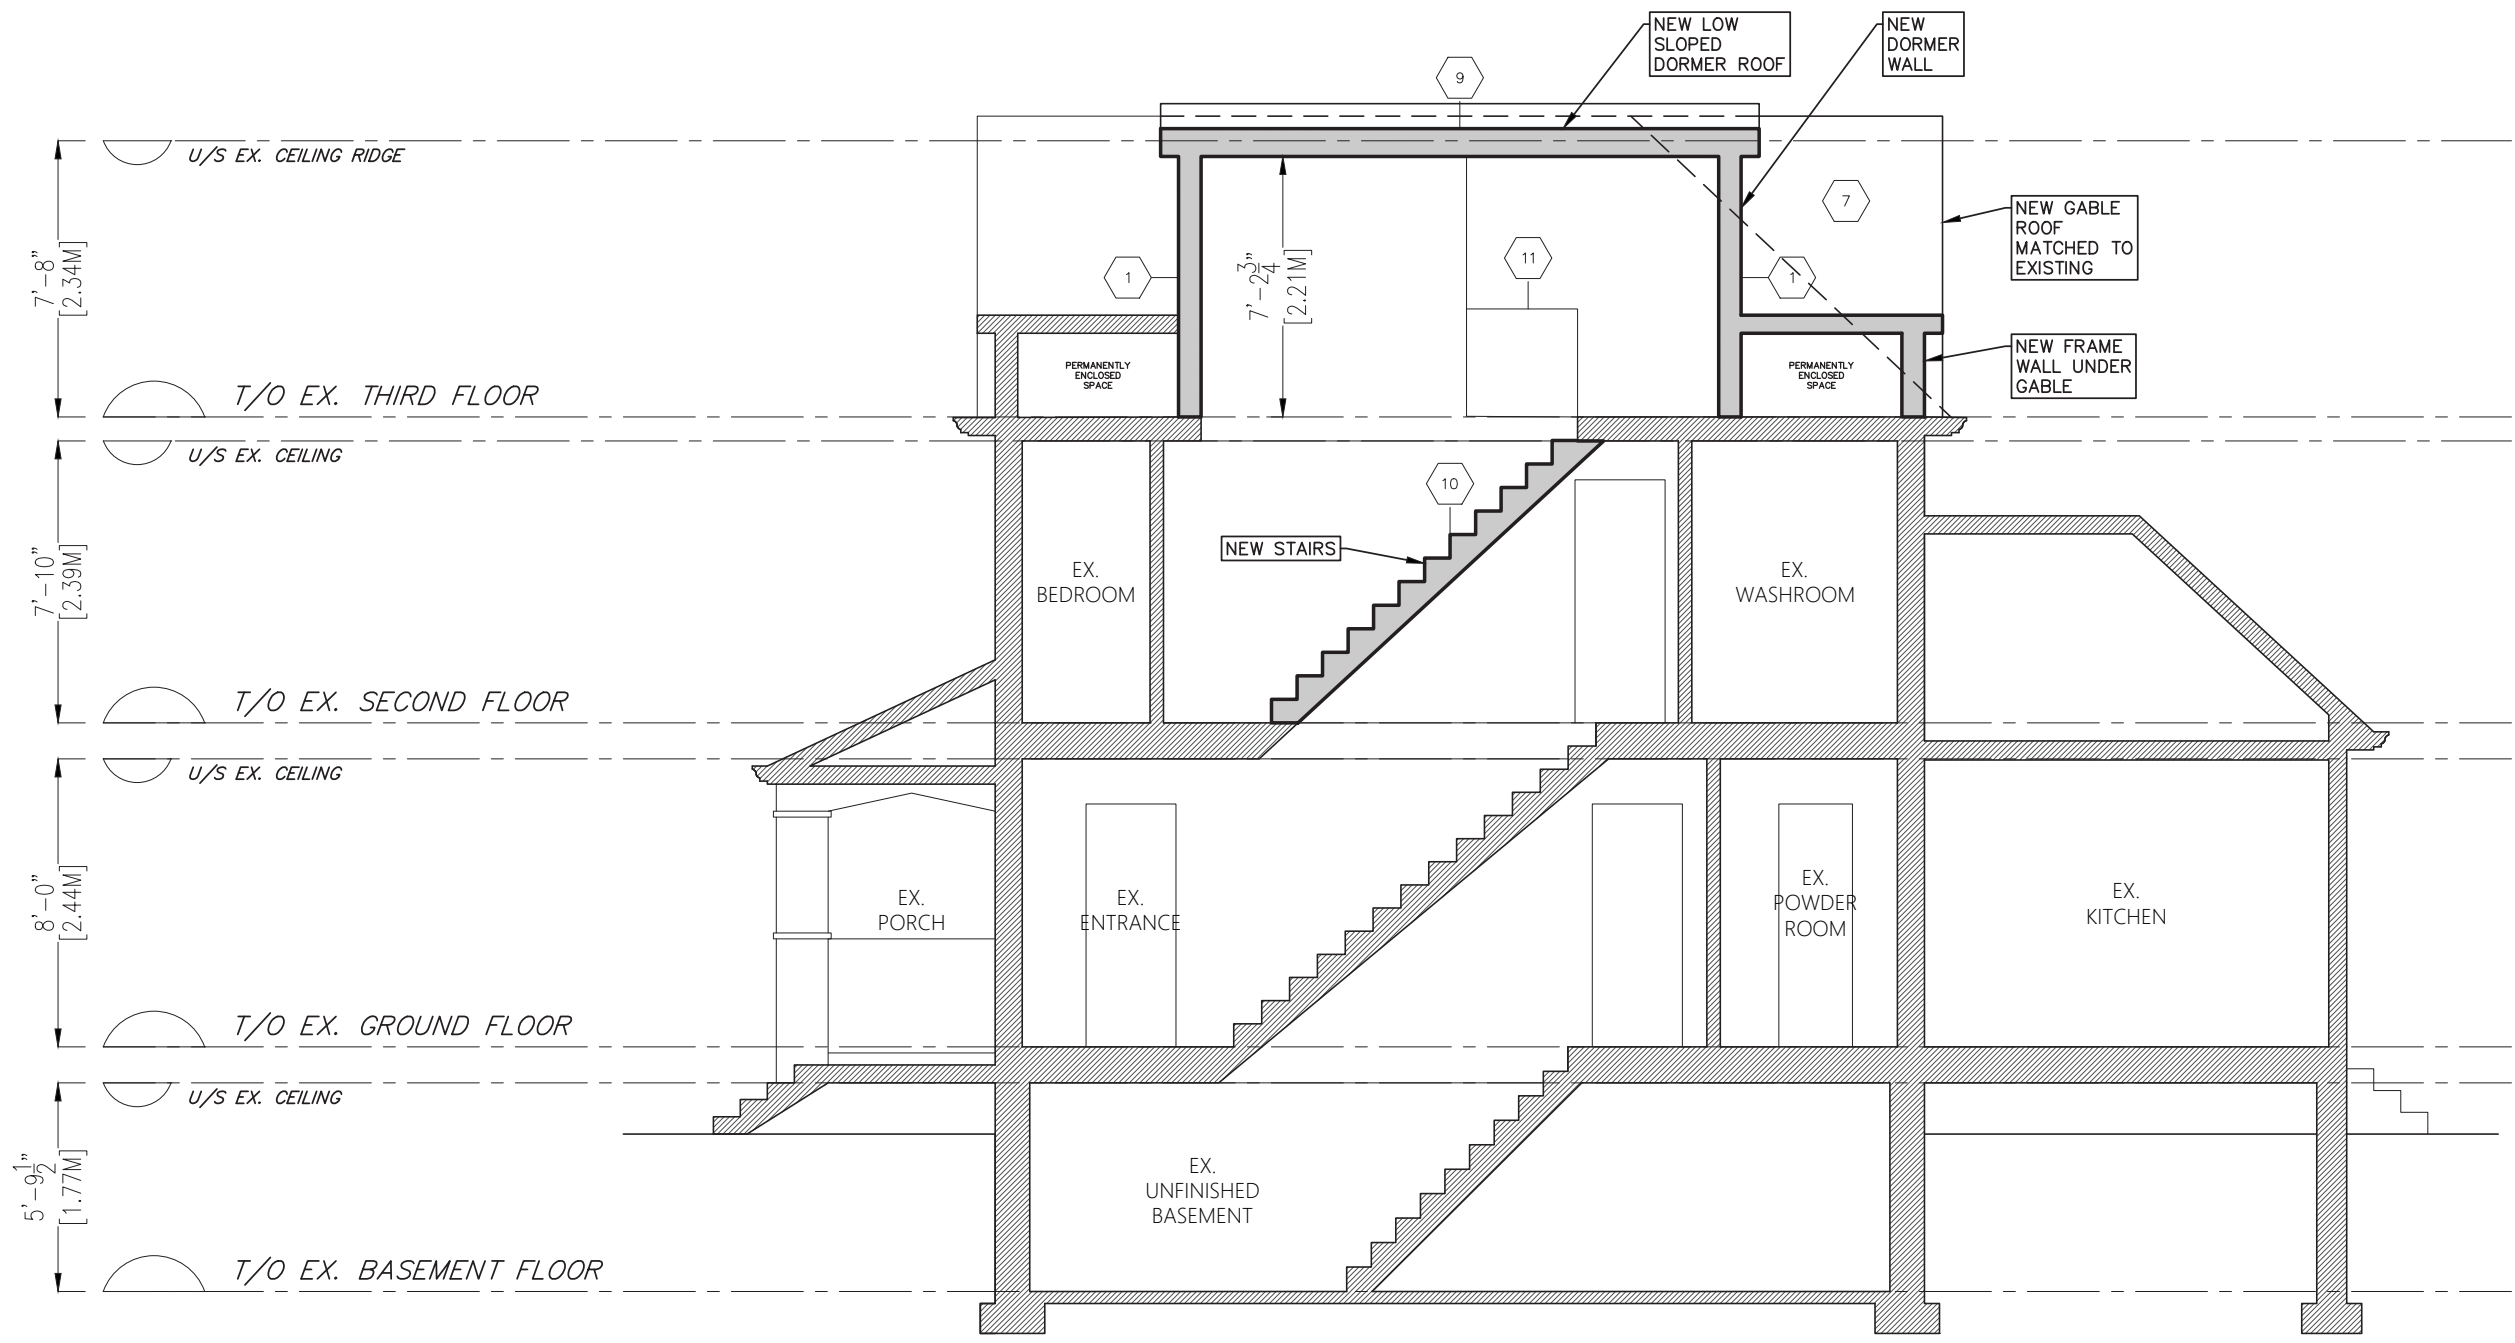 NEW LOW
SLOPED
DORMER ROOF
NEW
DORMER
WALL
9
U/S EX. CEILING RIDGE
7
NEW GABLE
ROOF
MATCHED TO
EXISTING
7'-8"
[2.34M]
1
7'-2 3/4"
[2.21M]
11
1
PERMANENTLY
ENCLOSED
SPACE
PERMANENTLY
ENCLOSED
SPACE
NEW FRAME
WALL UNDER
GABLE
T/O EX. THIRD FLOOR
U/S EX. CEILING
10
NEW STAIRS
7'-10"
[2.39M]
EX.
BEDROOM
EX.
WASHROOM
T/O EX. SECOND FLOOR
U/S EX. CEILING
8'-0"
[2.44M]
EX.
PORCH
EX.
ENTRANCE
EX.
POWDER
ROOM
EX.
KITCHEN
T/O EX. GROUND FLOOR
U/S EX. CEILING
5'-9 1/2"
[1.77M]
EX.
UNFINISHED
BASEMENT
T/O EX. BASEMENT FLOOR